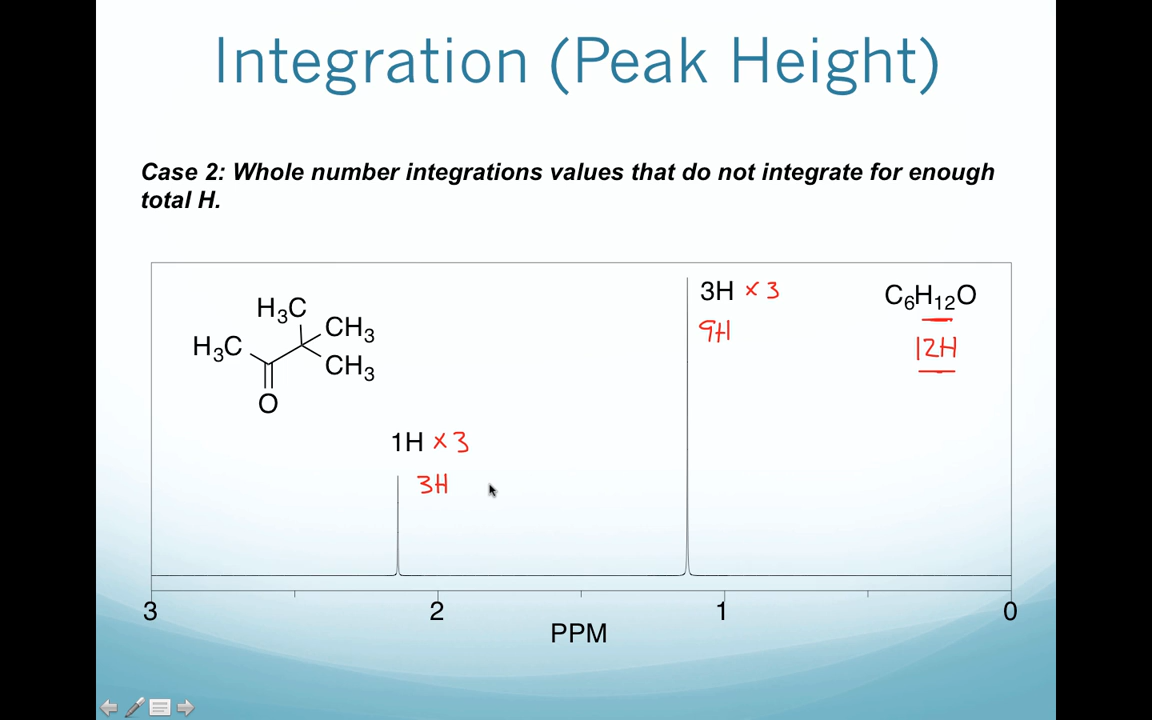 Integration (Peak Height)
Case 2: Whole number integrations values that do not integrate for enough
total H.
H₃C
CH₃
H₃C
CH₃
O
3H × 3
9H
C₆H₁₂O
12H
1H × 3
3H
3
2
1
0
PPM